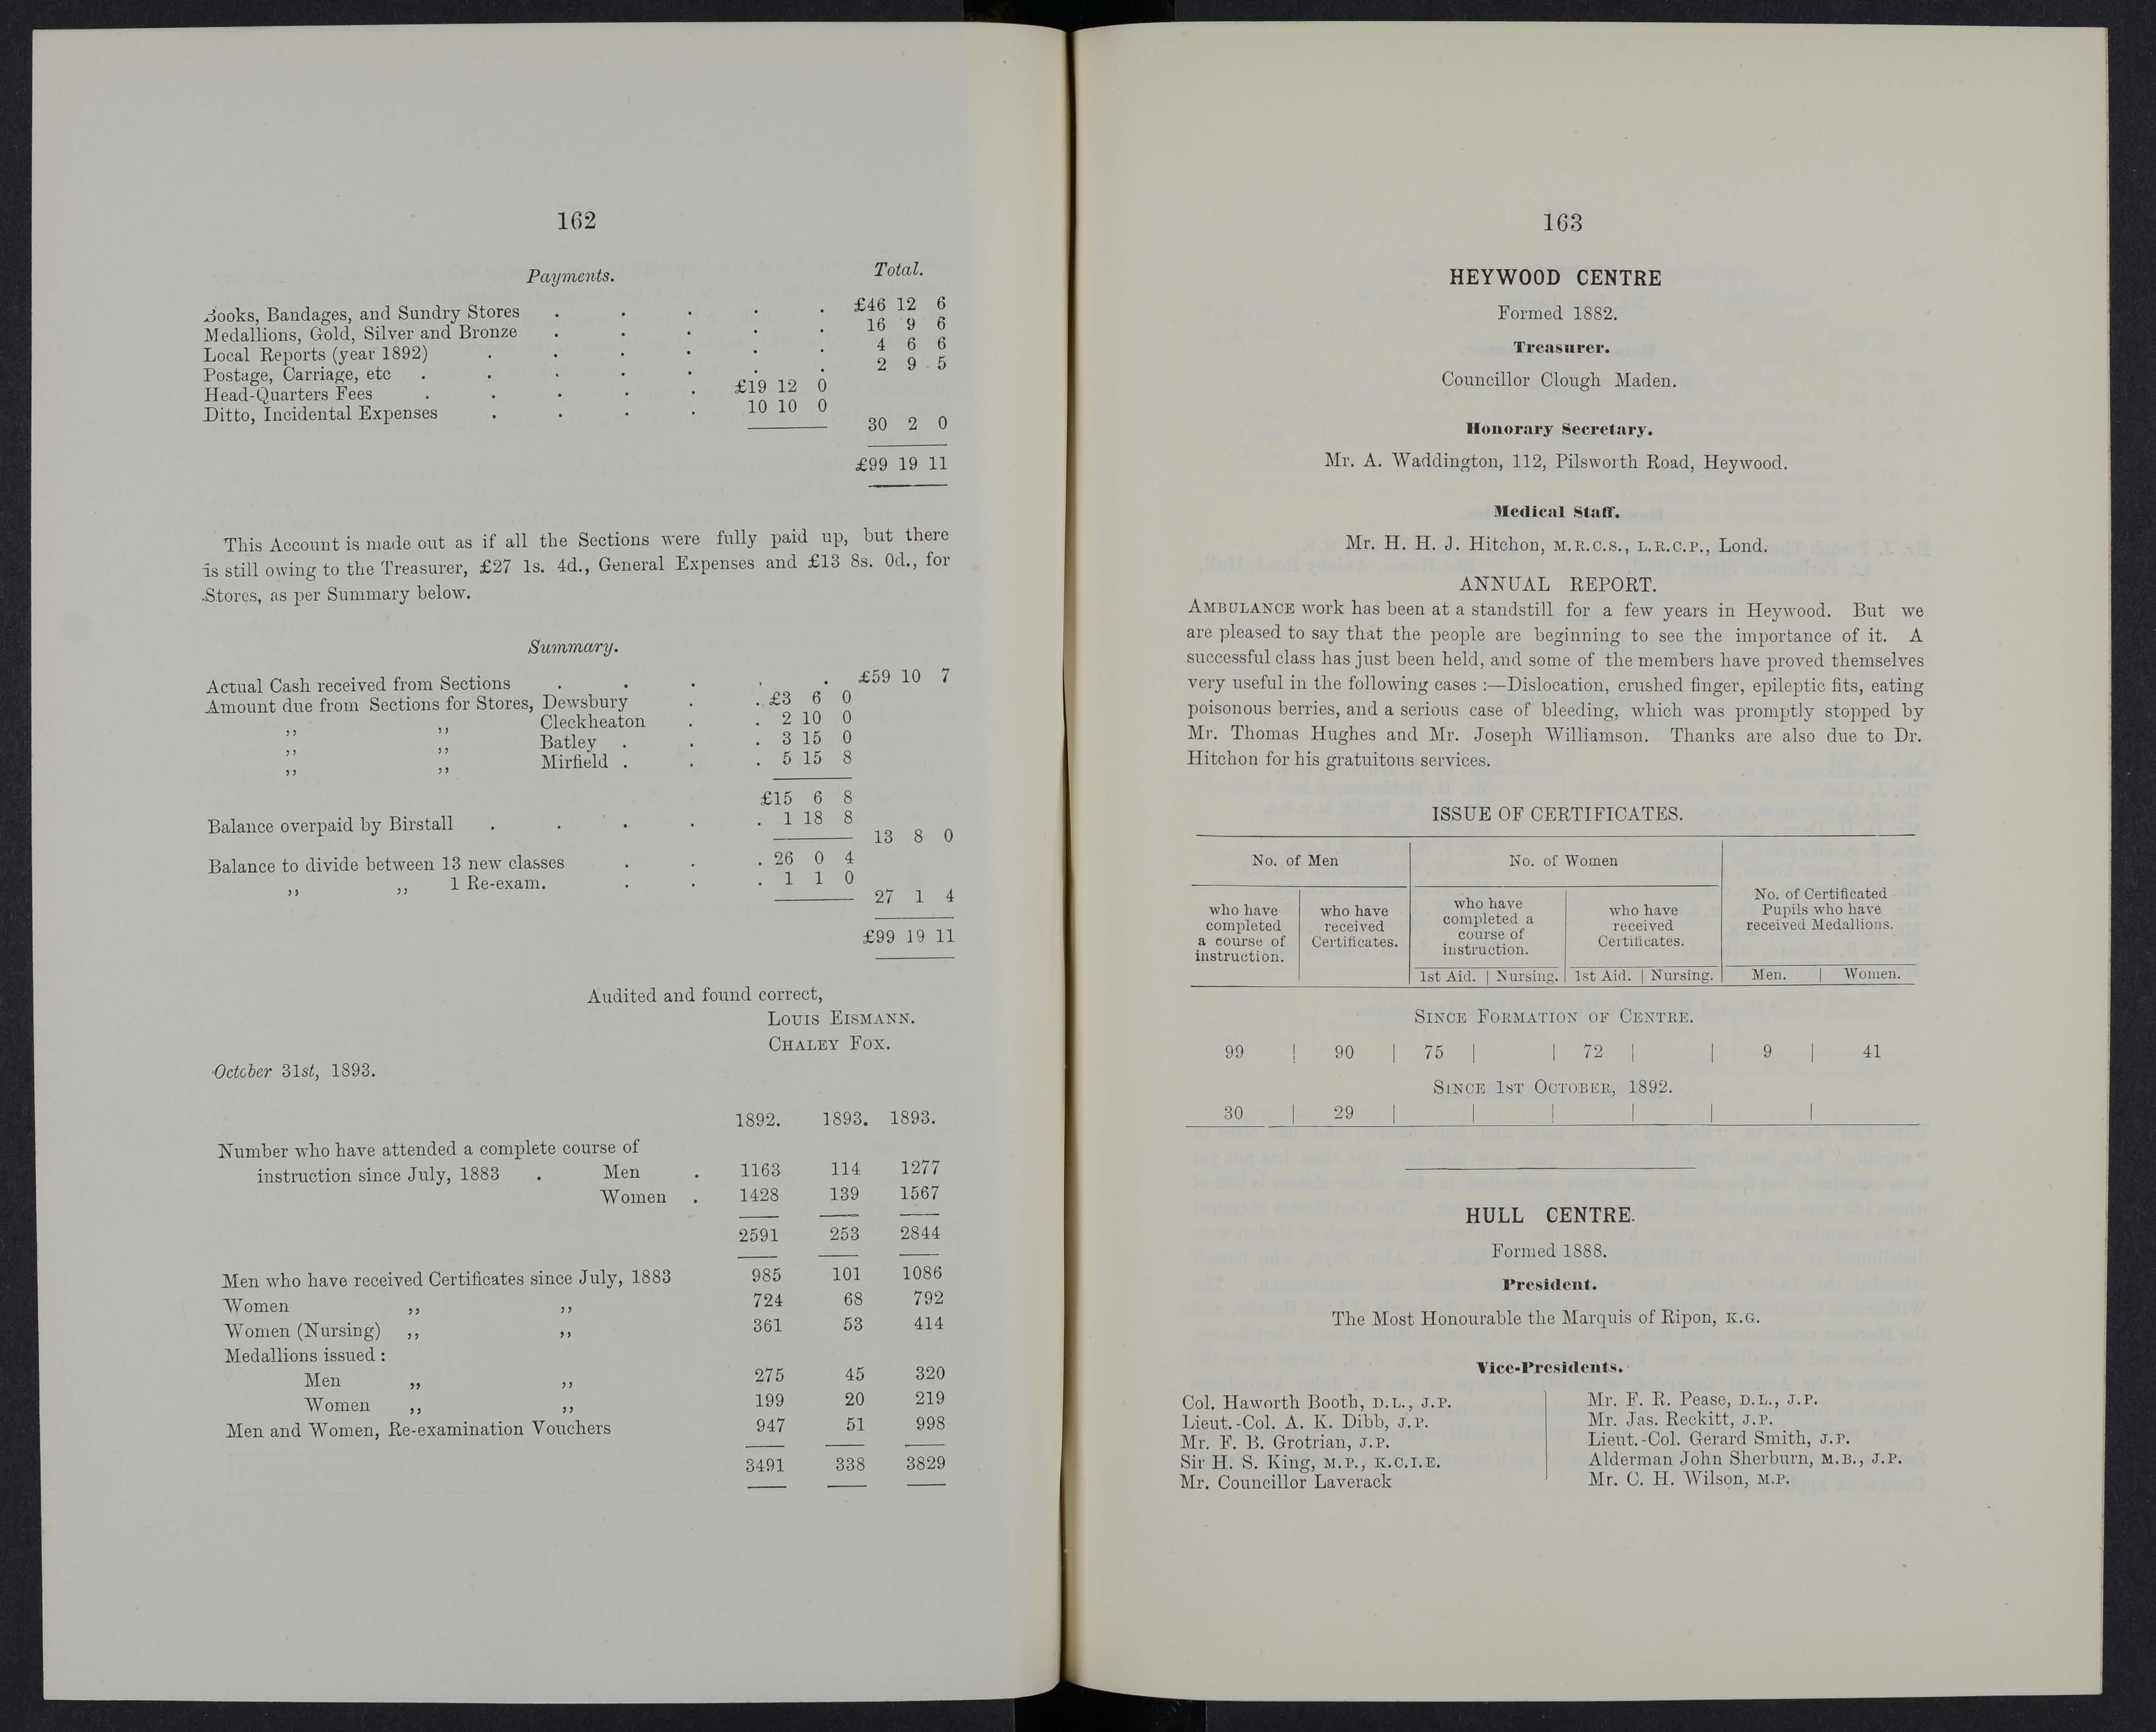 162
Payments. Total.
Books, Bandages, and Sundry Stores . . . . . £46 12 6
Medallions, Gold, Silver and Bronze . . . . . 16 9 6
Local Reports (year 1892) . . . . . . 4 6 6
Postage, Carriage, etc . . . . . . . 2 9 5
Head-Quarters Fees . . . . . £19 12 0
Ditto, Incidental Expenses . . . . 10 10 0
30 2 0
£99 19 11
This Account is made out as if all the Sections were fully paid up, but there
is still owing to the Treasurer, £27 1s. 4d., General Expenses and £13 8s. 0d., for
Stores, as per Summary below.
Summary.
Actual Cash received from Sections . . . . . £59 10 7
Amount due from Sections for Stores, Dewsbury . . £3 6 0
,, ,, Cleckheaton . . 2 10 0
,, ,, Batley . . . 3 15 0
,, ,, Mirfield . . . 5 15 8
£15 6 8
Balance overpaid by Birstall . . . . . 1 18 8
13 8 0
Balance to divide between 13 new classes . . . 26 0 4
,, ,, 1 Re-exam. . . . 1 1 0
27 1 4
£99 19 11
Audited and found correct,
LOUIS EISMANN.
CHALEY FOX.
October 31st, 1893.
1892. 1893. 1893.
Number who have attended a complete course of
instruction since July, 1883 . Men . 1163 114 1277
Women . 1428 139 1567
2591 253 2844
Men who have received Certificates since July, 1883 985 101 1086
Women ,, ,, 724 68 792
Women (Nursing) ,, ,, 361 53 414
Medallions issued:
Men ,, ,, 275 45 320
Women ,, ,, 199 20 219
Men and Women, Re-examination Vouchers 947 51 998
3491 338 3829
163
HEYWOOD CENTRE
Formed 1882.
Treasurer.
Councillor Clough Maden.
Honorary Secretary.
Mr. A. Waddington, 112, Pilsworth Road, Heywood.
Medical Staff.
Mr. H. H. J. Hitchon, M.R.C.S., L.R.C.P., Lond.
ANNUAL REPORT.
AMBULANCE work has been at a standstill for a few years in Heywood. But we
are pleased to say that the people are beginning to see the importance of it. A
successful class has just been held, and some of the members have proved themselves
very useful in the following cases :—Dislocation, crushed finger, epileptic fits, eating
poisonous berries, and a serious case of bleeding, which was promptly stopped by
Mr. Thomas Hughes and Mr. Joseph Williamson. Thanks are also due to Dr.
Hitchon for his gratuitous services.
ISSUE OF CERTIFICATES.
No. of Men No. of Women
who have completed a course of instruction.
who have received Certificates.
who have completed a course of instruction.
who have received Certificates.
No. of Certificated Pupils who have received Medallions.
1st Aid. | Nursing. 1st Aid. | Nursing. Men. | Women.
SINCE FORMATION OF CENTRE.
99 | 90 | 75 | | 72 | | 9 | 41
SINCE 1ST OCTOBER, 1892.
30 | 29 | | | | | |
HULL CENTRE.
Formed 1888.
President.
The Most Honourable the Marquis of Ripon, K.G.
Vice-Presidents.
Col. Haworth Booth, D.L., J.P.
Lieut.-Col. A. K. Dibb, J.P.
Mr. F. B. Grotrian, J.P.
Sir H. S. King, M.P., K.C.I.E.
Mr. Councillor Laverack
Mr. F. R. Pease, D.L., J.P.
Mr. Jas. Reckitt, J.P.
Lieut.-Col. Gerard Smith, J.P.
Alderman John Sherburn, M.B., J.P.
Mr. C. H. Wilson, M.P.